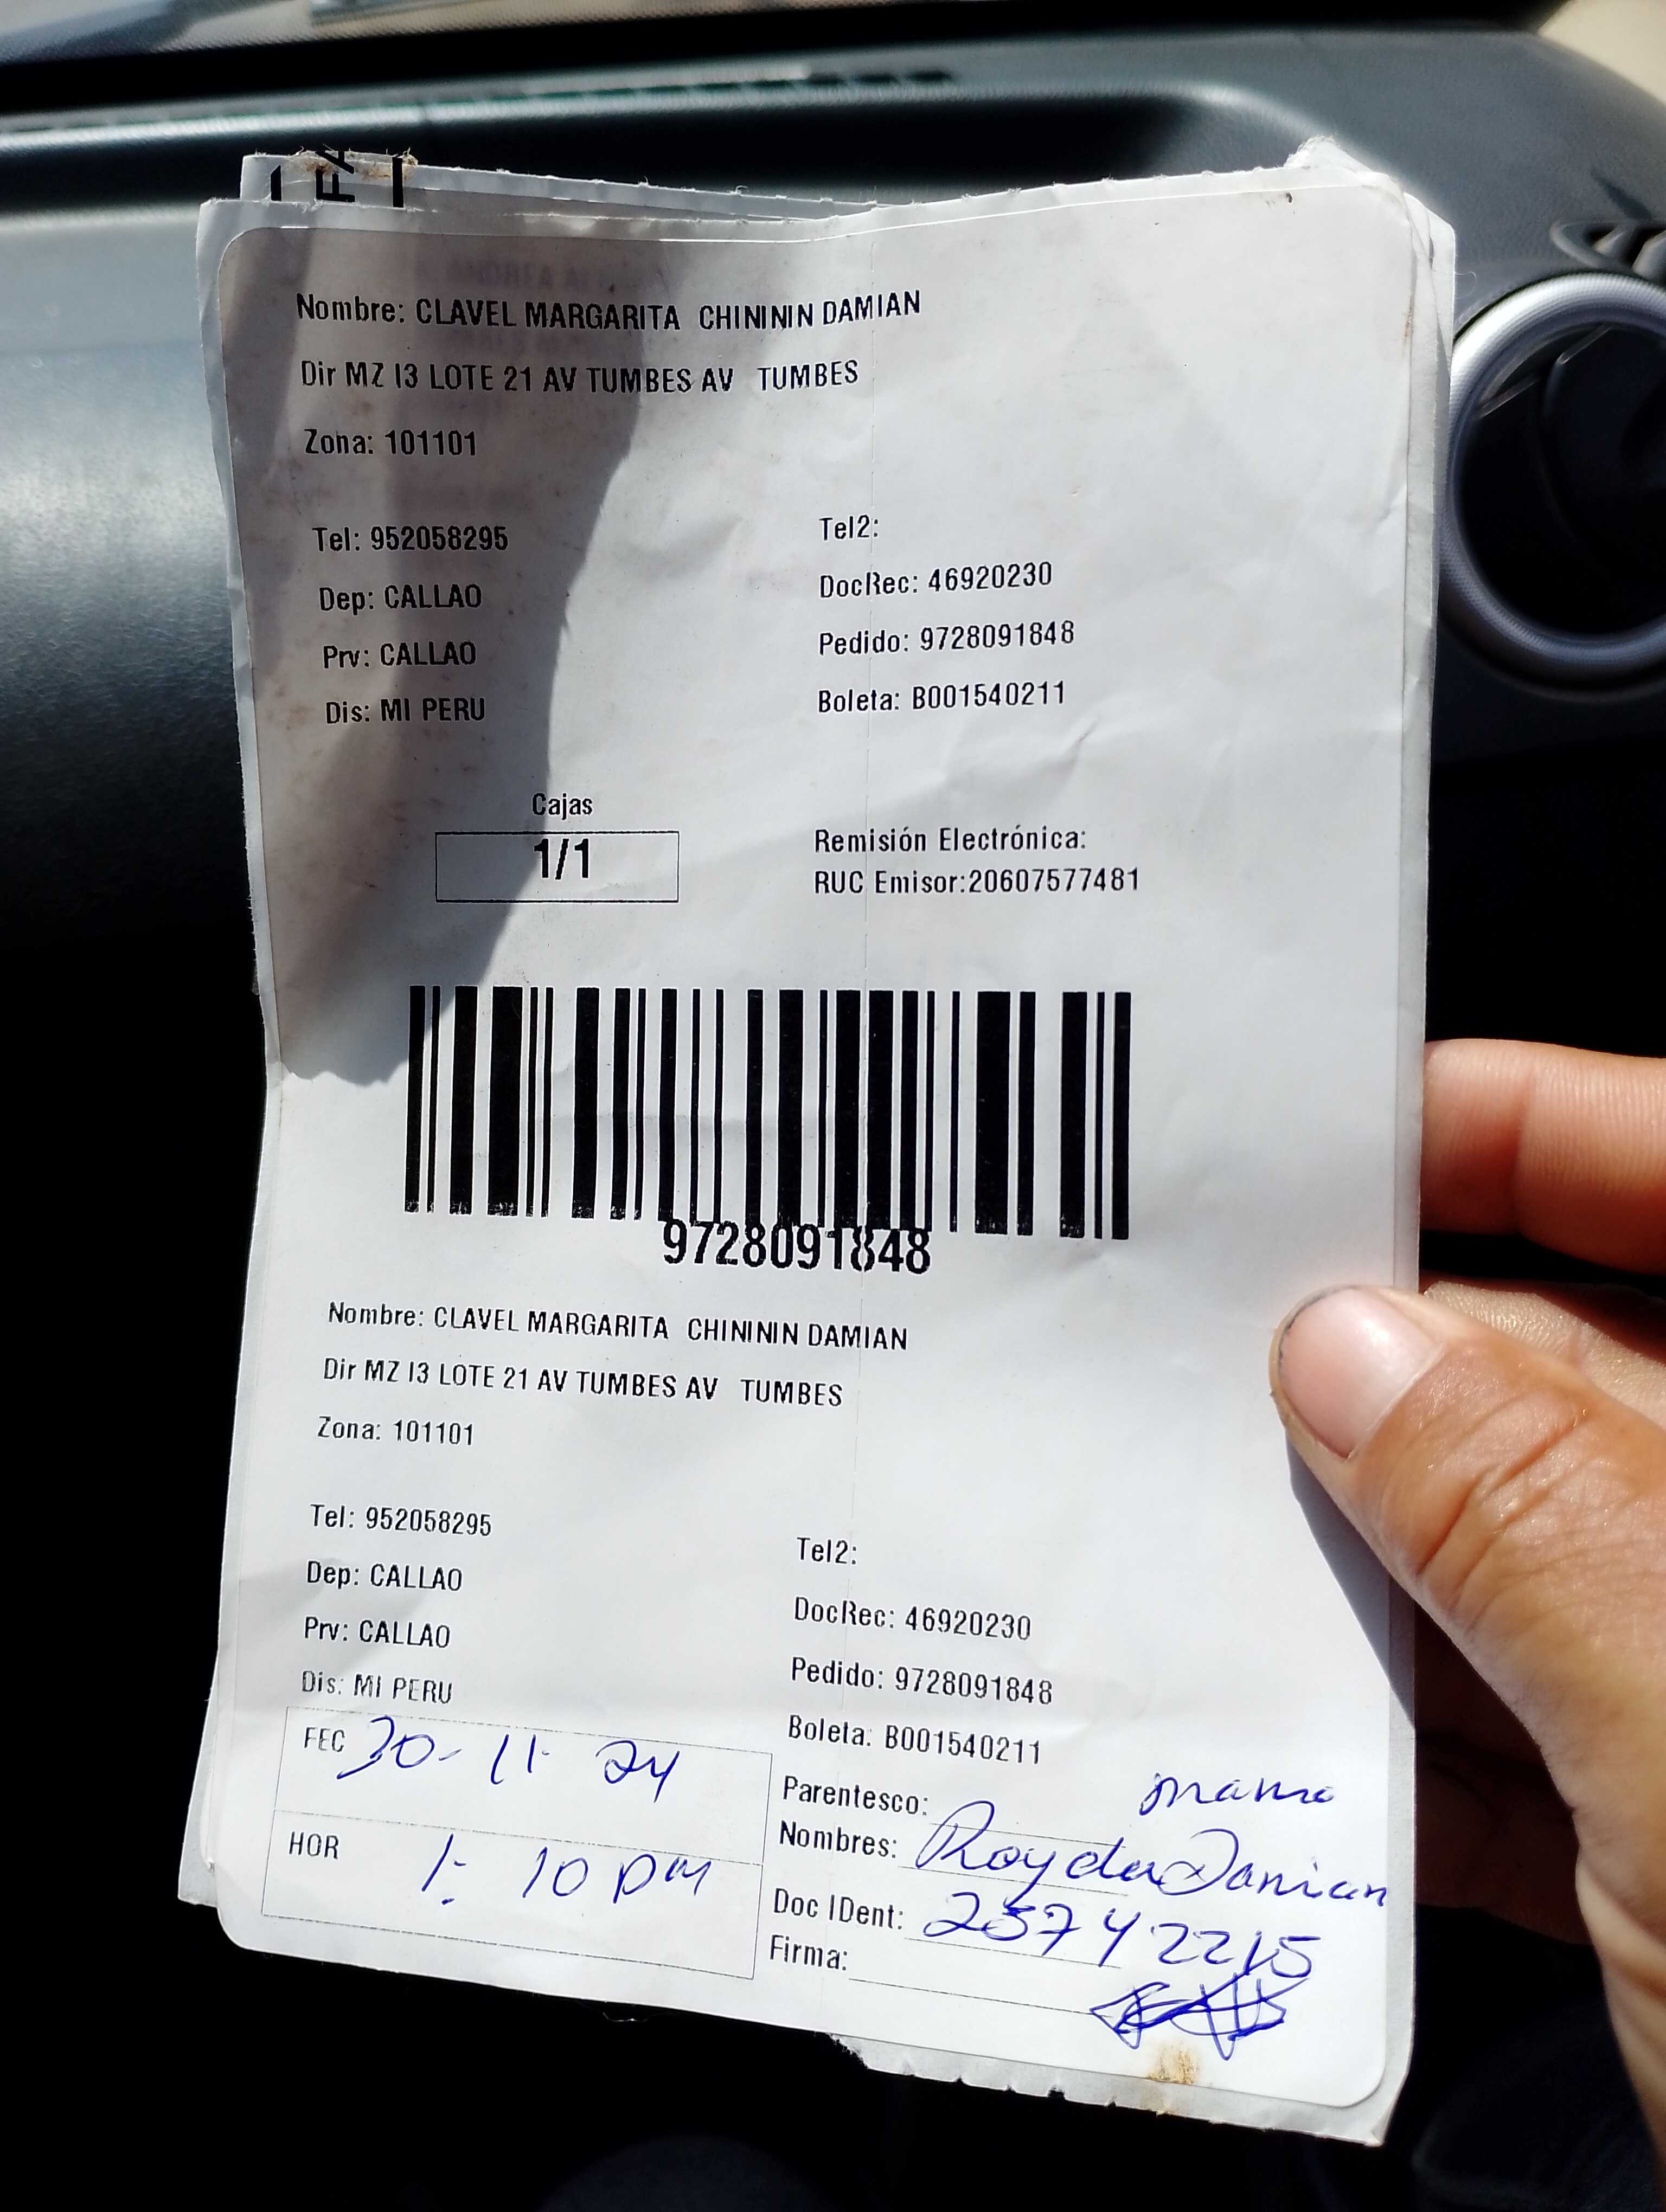 Nombre: CLAVEL MARGARITA CHININ DAMIAN
Dir MZ I3 LOTE 21 AV TUMBES AV TUMBES
Zona: 101101
Tel: 952058295
Tel2:
Dep: CALLAO
DocRec: 46920230
Prv: CALLAO
Pedido: 9728091848
Dis: MI PERU
Boleta: B001540211
Cajas
1/1
Remisión Electrónica:
RUC Emisor:20607577481
9728091848
Nombre: CLAVEL MARGARITA CHININ DAMIAN
Dir MZ I3 LOTE 21 AV TUMBES AV TUMBES
Zona: 101101
Tel: 952058295
Tel2:
Dep: CALLAO
DocRec: 46920230
Prv: CALLAO
Pedido: 9728091848
Dis: MI PERU
Boleta: B001540211
FEC 30-11-24
HOR 1:10 pm
Parentesco: mama
Nombres: Royda Damian
Doc IDent: 25742215
Firma: